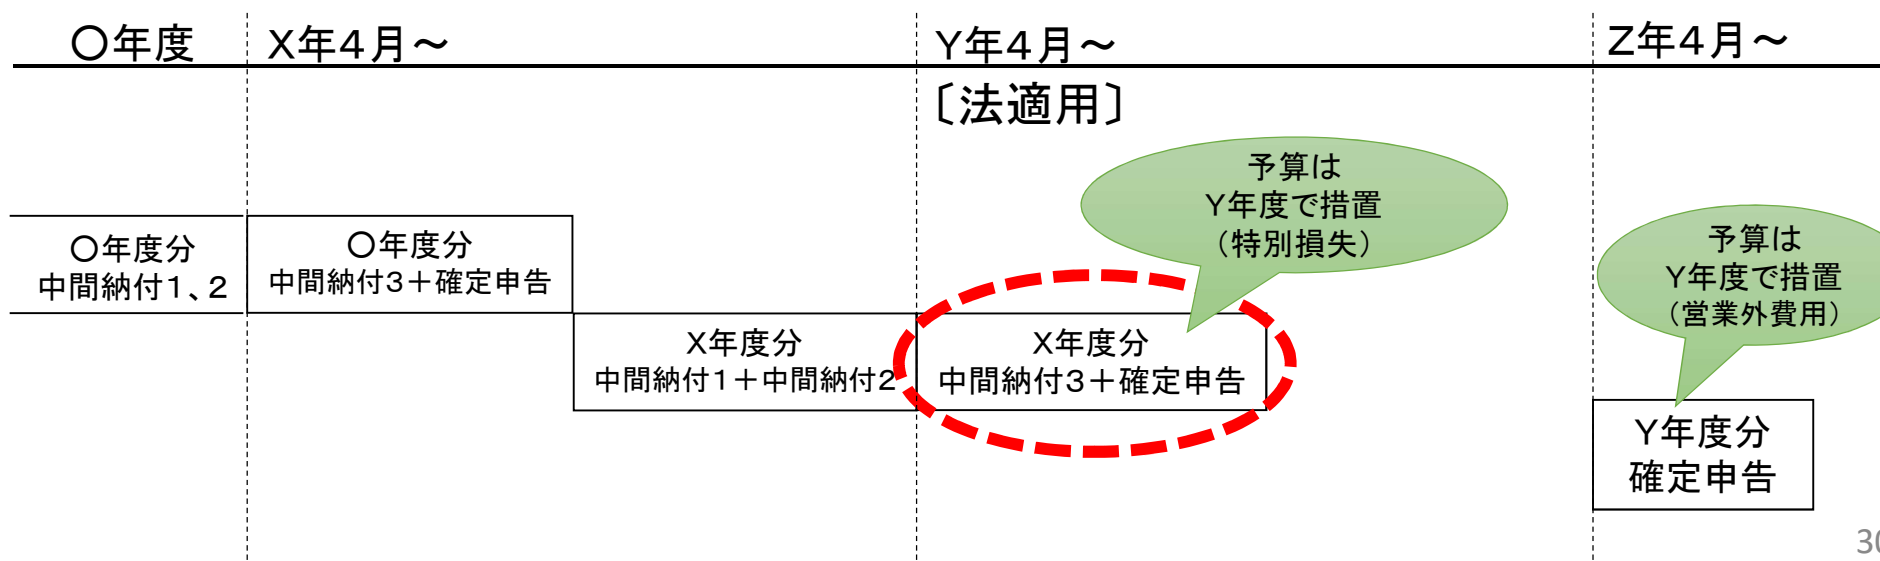 〇年度
X年4月～
Y年4月～
Z年4月～
〔法適用〕
予算は
Y年度で措置
（特別損失）
予算は
Y年度で措置
（営業外費用）
〇年度分
中間納付1、2
〇年度分
中間納付3＋確定申告
X年度分
中間納付1＋中間納付2
X年度分
中間納付3＋確定申告
Y年度分
確定申告